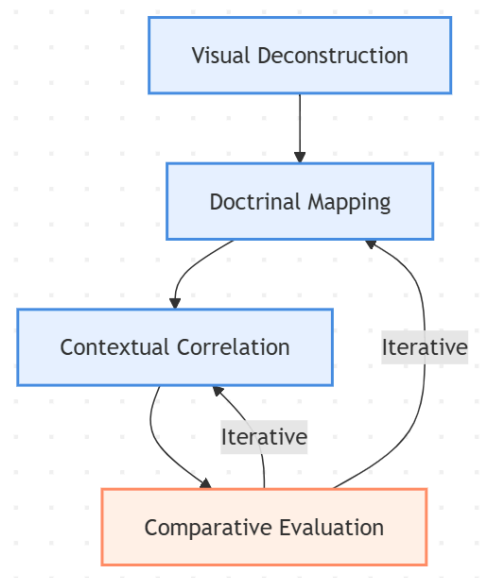 Visual Deconstruction
Doctrinal Mapping
Contextual Correlation
Iterative
Iterative
Comparative Evaluation